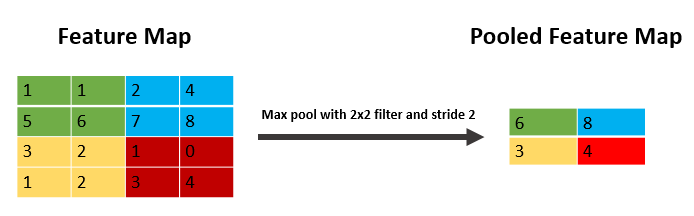 Feature Map
Pooled Feature Map
1 1 2 4
5 6 7 8
3 2 1 0
1 2 3 4
Max pool with 2x2 filter and stride 2
6 8
3 4